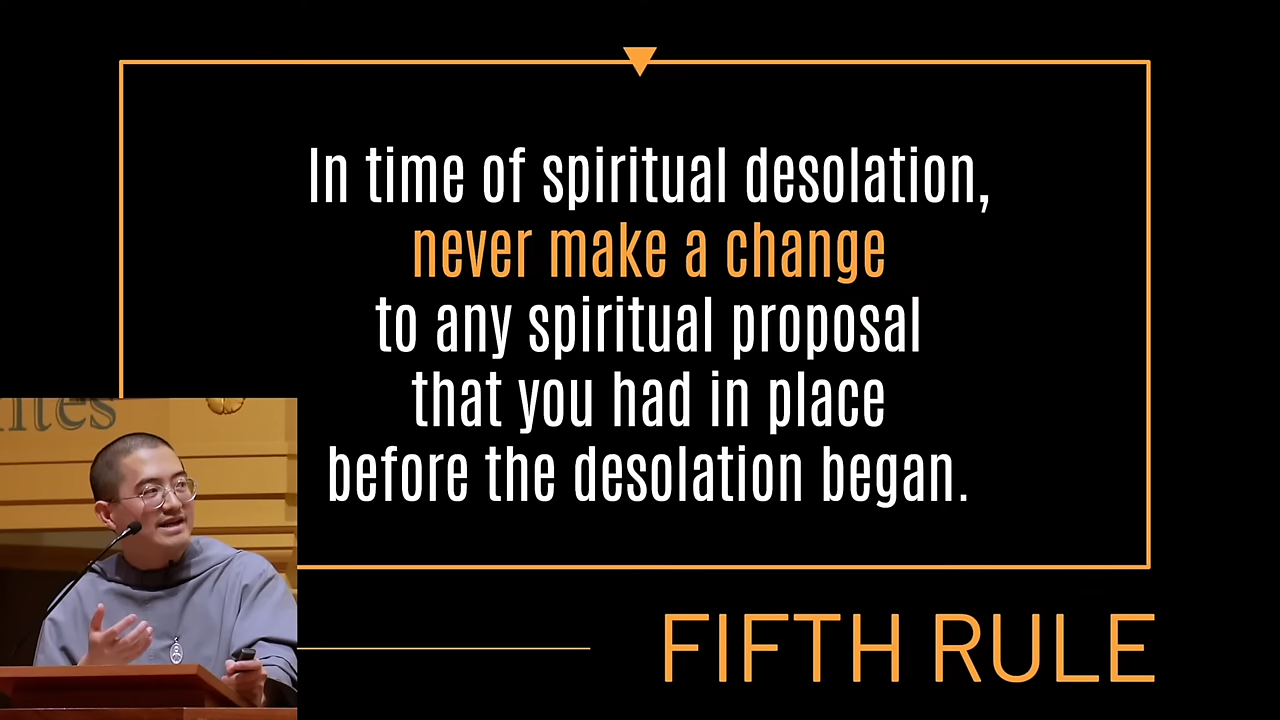 In time of spiritual desolation,
never make a change
to any spiritual proposal
that you had in place
before the desolation began.
FIFTH RULE